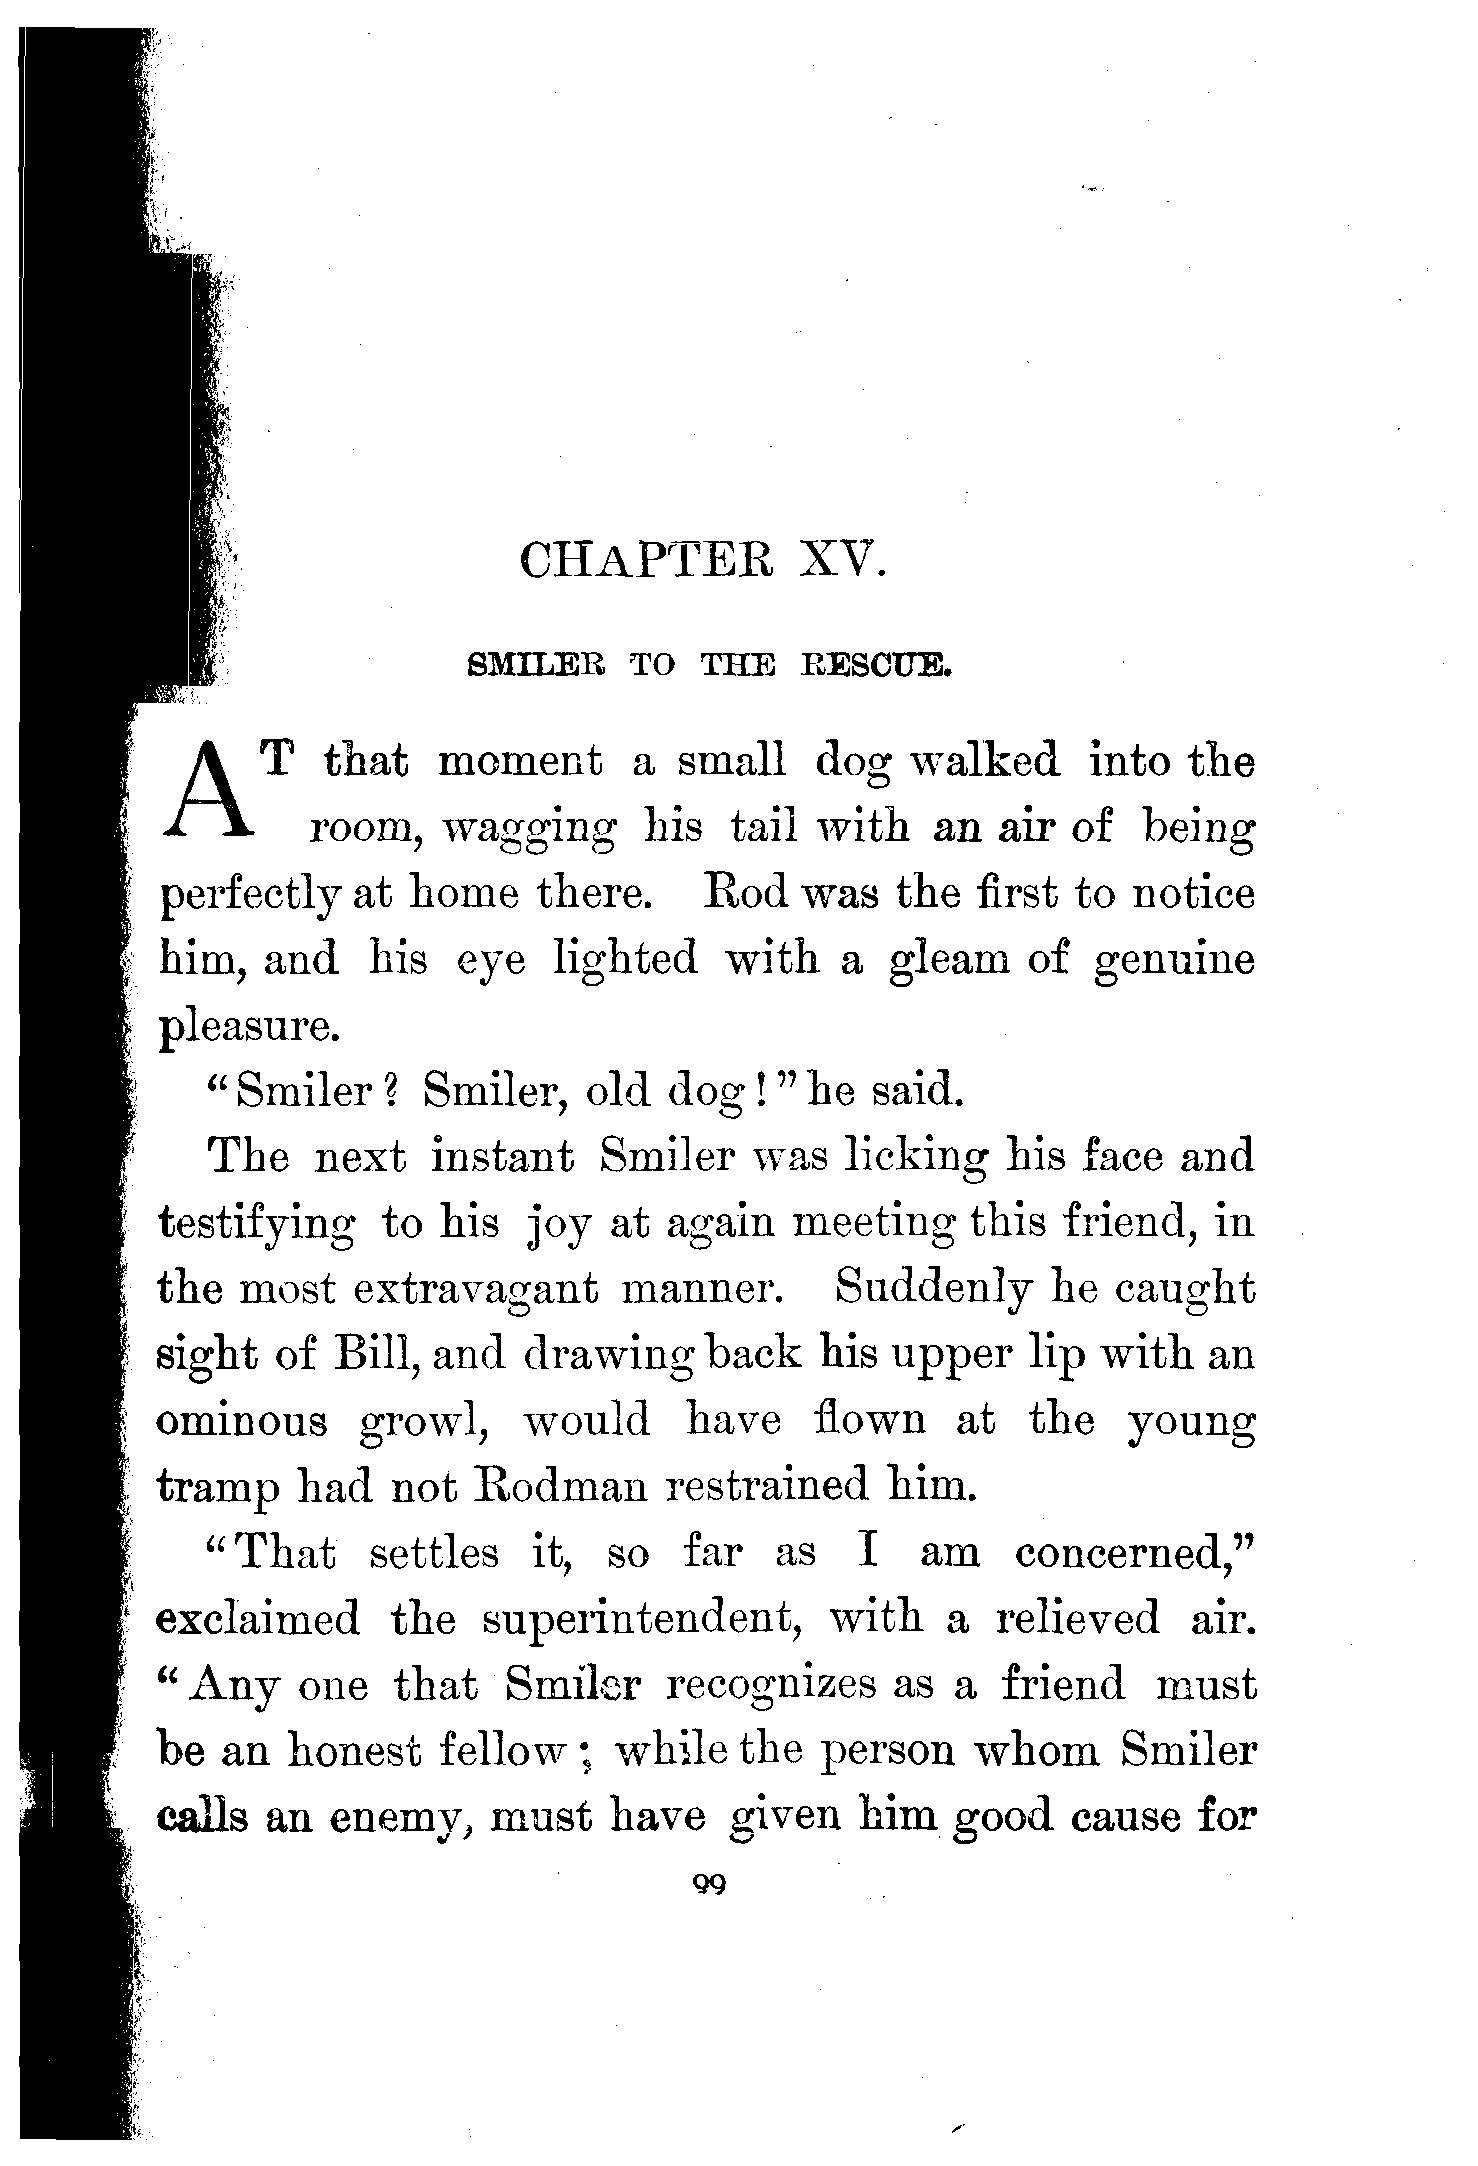 CHAPTER XV.
SMILER TO THE RESCUE.
AT that moment a small dog walked into the
room, wagging his tail with an air of being
perfectly at home there. Rod was the first to notice
him, and his eye lighted with a gleam of genuine
pleasure.
“Smiler? Smiler, old dog!” he said.
The next instant Smiler was licking his face and
testifying to his joy at again meeting this friend, in
the most extravagant manner. Suddenly he caught
sight of Bill, and drawing back his upper lip with an
ominous growl, would have flown at the young
tramp had not Rodman restrained him.
“That settles it, so far as I am concerned,”
exclaimed the superintendent, with a relieved air.
“Any one that Smiler recognizes as a friend must
be an honest fellow; while the person whom Smiler
calls an enemy, must have given him good cause for
99